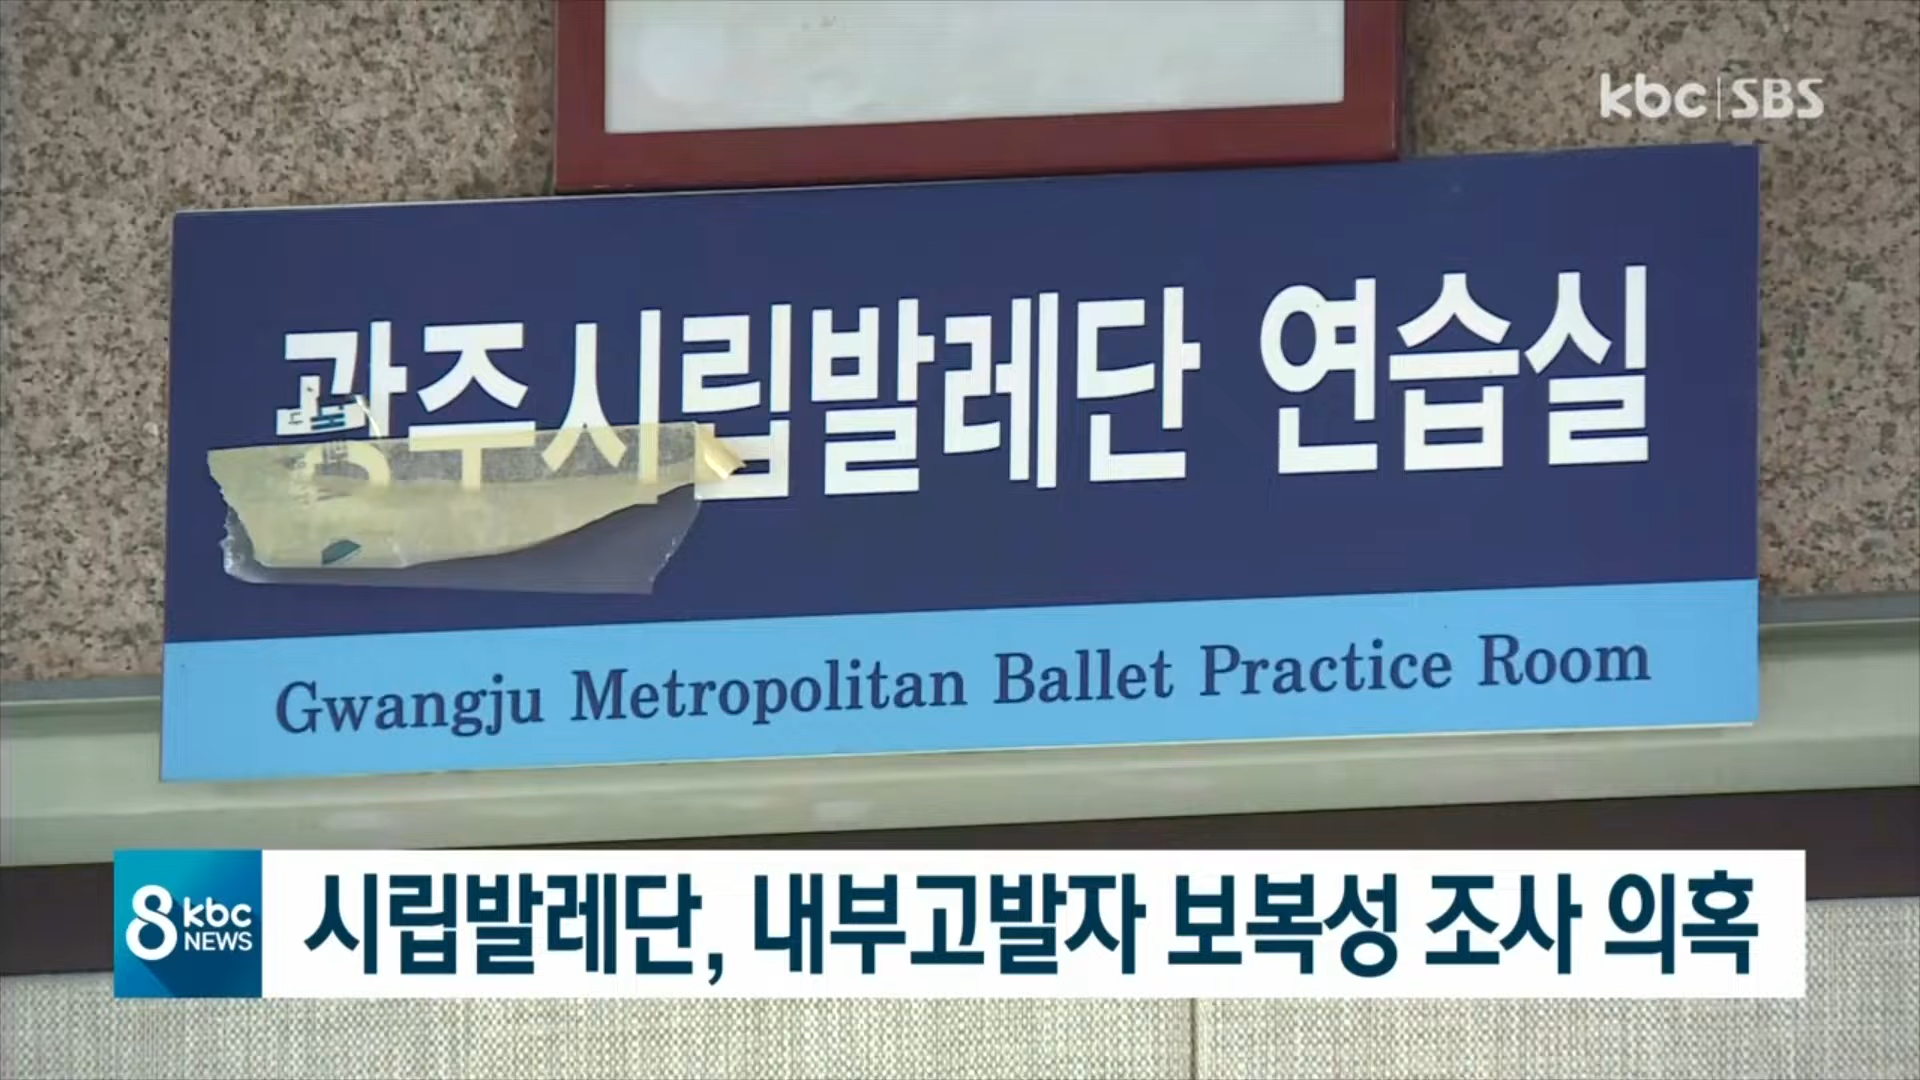 kbc | SBS
광주시립발레단 연습실
Gwangju Metropolitan Ballet Practice Room
8 kbc NEWS
시립발레단, 내부고발자 보복성 조사 의혹